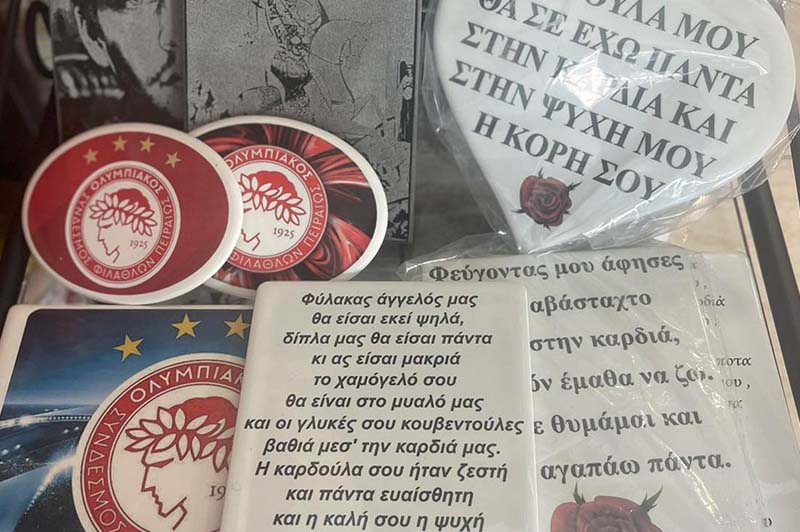 ΟΥΛΑ ΜΟΥ
ΘΑ ΣΕ ΕΧΩ ΠΑΝΤΑ
ΣΤΗΝ ΚΑΡΔΙΑ ΚΑΙ
ΣΤΗΝ ΨΥΧΗ ΜΟΥ
Η ΚΟΡΗ ΣΟΥ
ΟΛΥΜΠΙΑΚΟΣ
ΣΥΝΔΕΣΜΟΣ ΦΙΛΑΘΛΩΝ ΠΕΙΡΑΙΩΣ
1925
ΟΛΥΜΠΙΑΚΟΣ
ΦΙΛΑΘΛΩΝ ΠΕΙΡΑΙΩΣ
1925
ΟΛΥΜΠΙΑΚΟΣ
ΣΥΝΔΕΣΜΟΣ
19
Φύλακας άγγελός μας
θα είσαι εκεί ψηλά,
δίπλα μας θα είσαι πάντα
κι ας είσαι μακριά
το χαμόγελό σου
θα είναι στο μυαλό μας
και οι γλυκές σου κουβεντούλες
βαθιά μεσ' την καρδιά μας.
Η καρδούλα σου ήταν ζεστή
και πάντα ευαίσθητη
και η καλή σου η ψυχή
Φεύγοντας μου άφησες
αβάσταχτο
στην καρδιά,
όν έμαθα να ζω.
ε θυμάμαι και
αγαπάω πάντα.